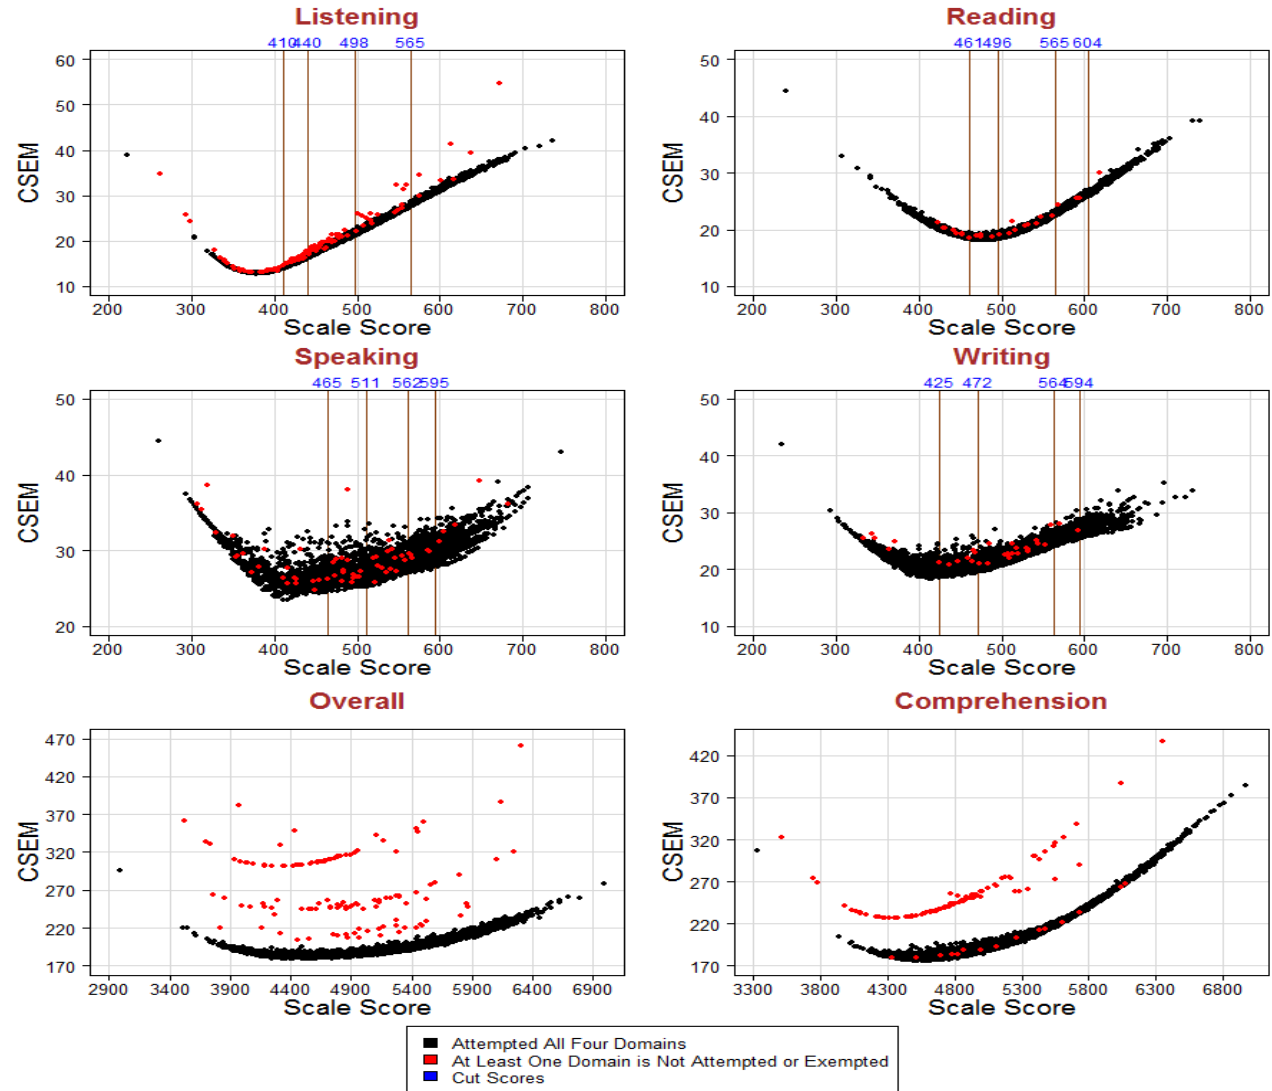 Listening
410 440 498 565
60
50
40
30
20
10
CSEM
200 300 400 500 600 700 800
Scale Score
Reading
461 496 565 604
50
40
30
20
10
CSEM
200 300 400 500 600 700 800
Scale Score
Speaking
465 511 562 595
50
40
30
20
CSEM
200 300 400 500 600 700 800
Scale Score
Writing
425 472 564 594
50
40
30
20
10
CSEM
200 300 400 500 600 700 800
Scale Score
Overall
470
420
370
320
270
220
170
CSEM
2900 3400 3900 4400 4900 5400 5900 6400 6900
Scale Score
Comprehension
420
370
320
270
220
170
CSEM
3300 3800 4300 4800 5300 5800 6300 6800
Scale Score
Attempted All Four Domains
At Least One Domain is Not Attempted or Exempted
Cut Scores